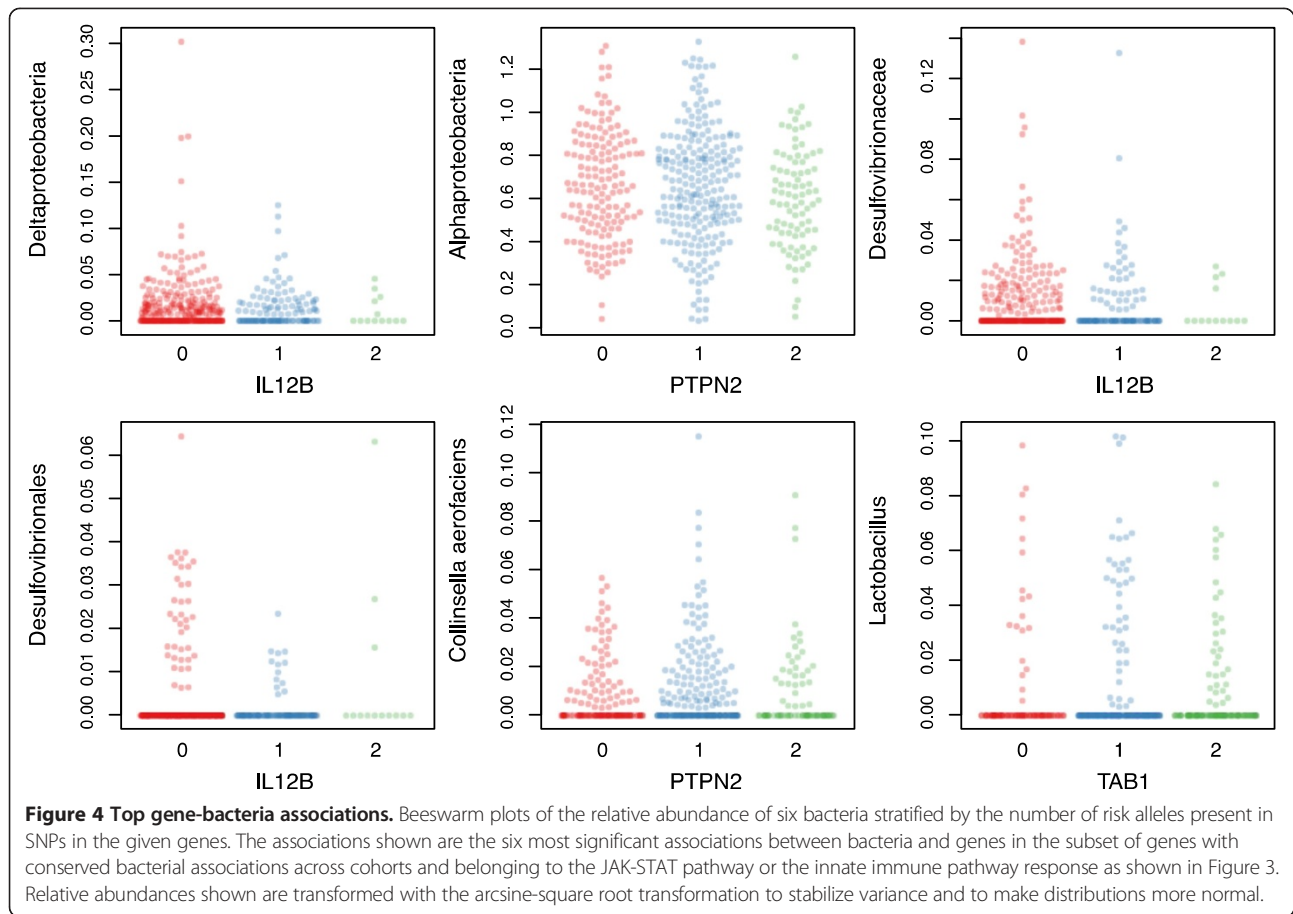 Deltaproteobacteria
0.00 0.05 0.10 0.15 0.20 0.25 0.30
0 1 2
IL12B
Alphaproteobacteria
0.0 0.2 0.4 0.6 0.8 1.0 1.2
0 1 2
PTPN2
Desulfovibrionaceae
0.00 0.04 0.08 0.12
0 1 2
IL12B
Desulfovibrionales
0.00 0.01 0.02 0.03 0.04 0.05 0.06
0 1 2
IL12B
Collinsella aerofaciens
0.00 0.02 0.04 0.06 0.08 0.10 0.12
0 1 2
PTPN2
Lactobacillus
0.00 0.02 0.04 0.06 0.08 0.10
0 1 2
TAB1
Figure 4 Top gene-bacteria associations. Beeswarm plots of the relative abundance of six bacteria stratified by the number of risk alleles present in
SNPs in the given genes. The associations shown are the six most significant associations between bacteria and genes in the subset of genes with
conserved bacterial associations across cohorts and belonging to the JAK-STAT pathway or the innate immune pathway response as shown in Figure 3.
Relative abundances shown are transformed with the arcsine-square root transformation to stabilize variance and to make distributions more normal.